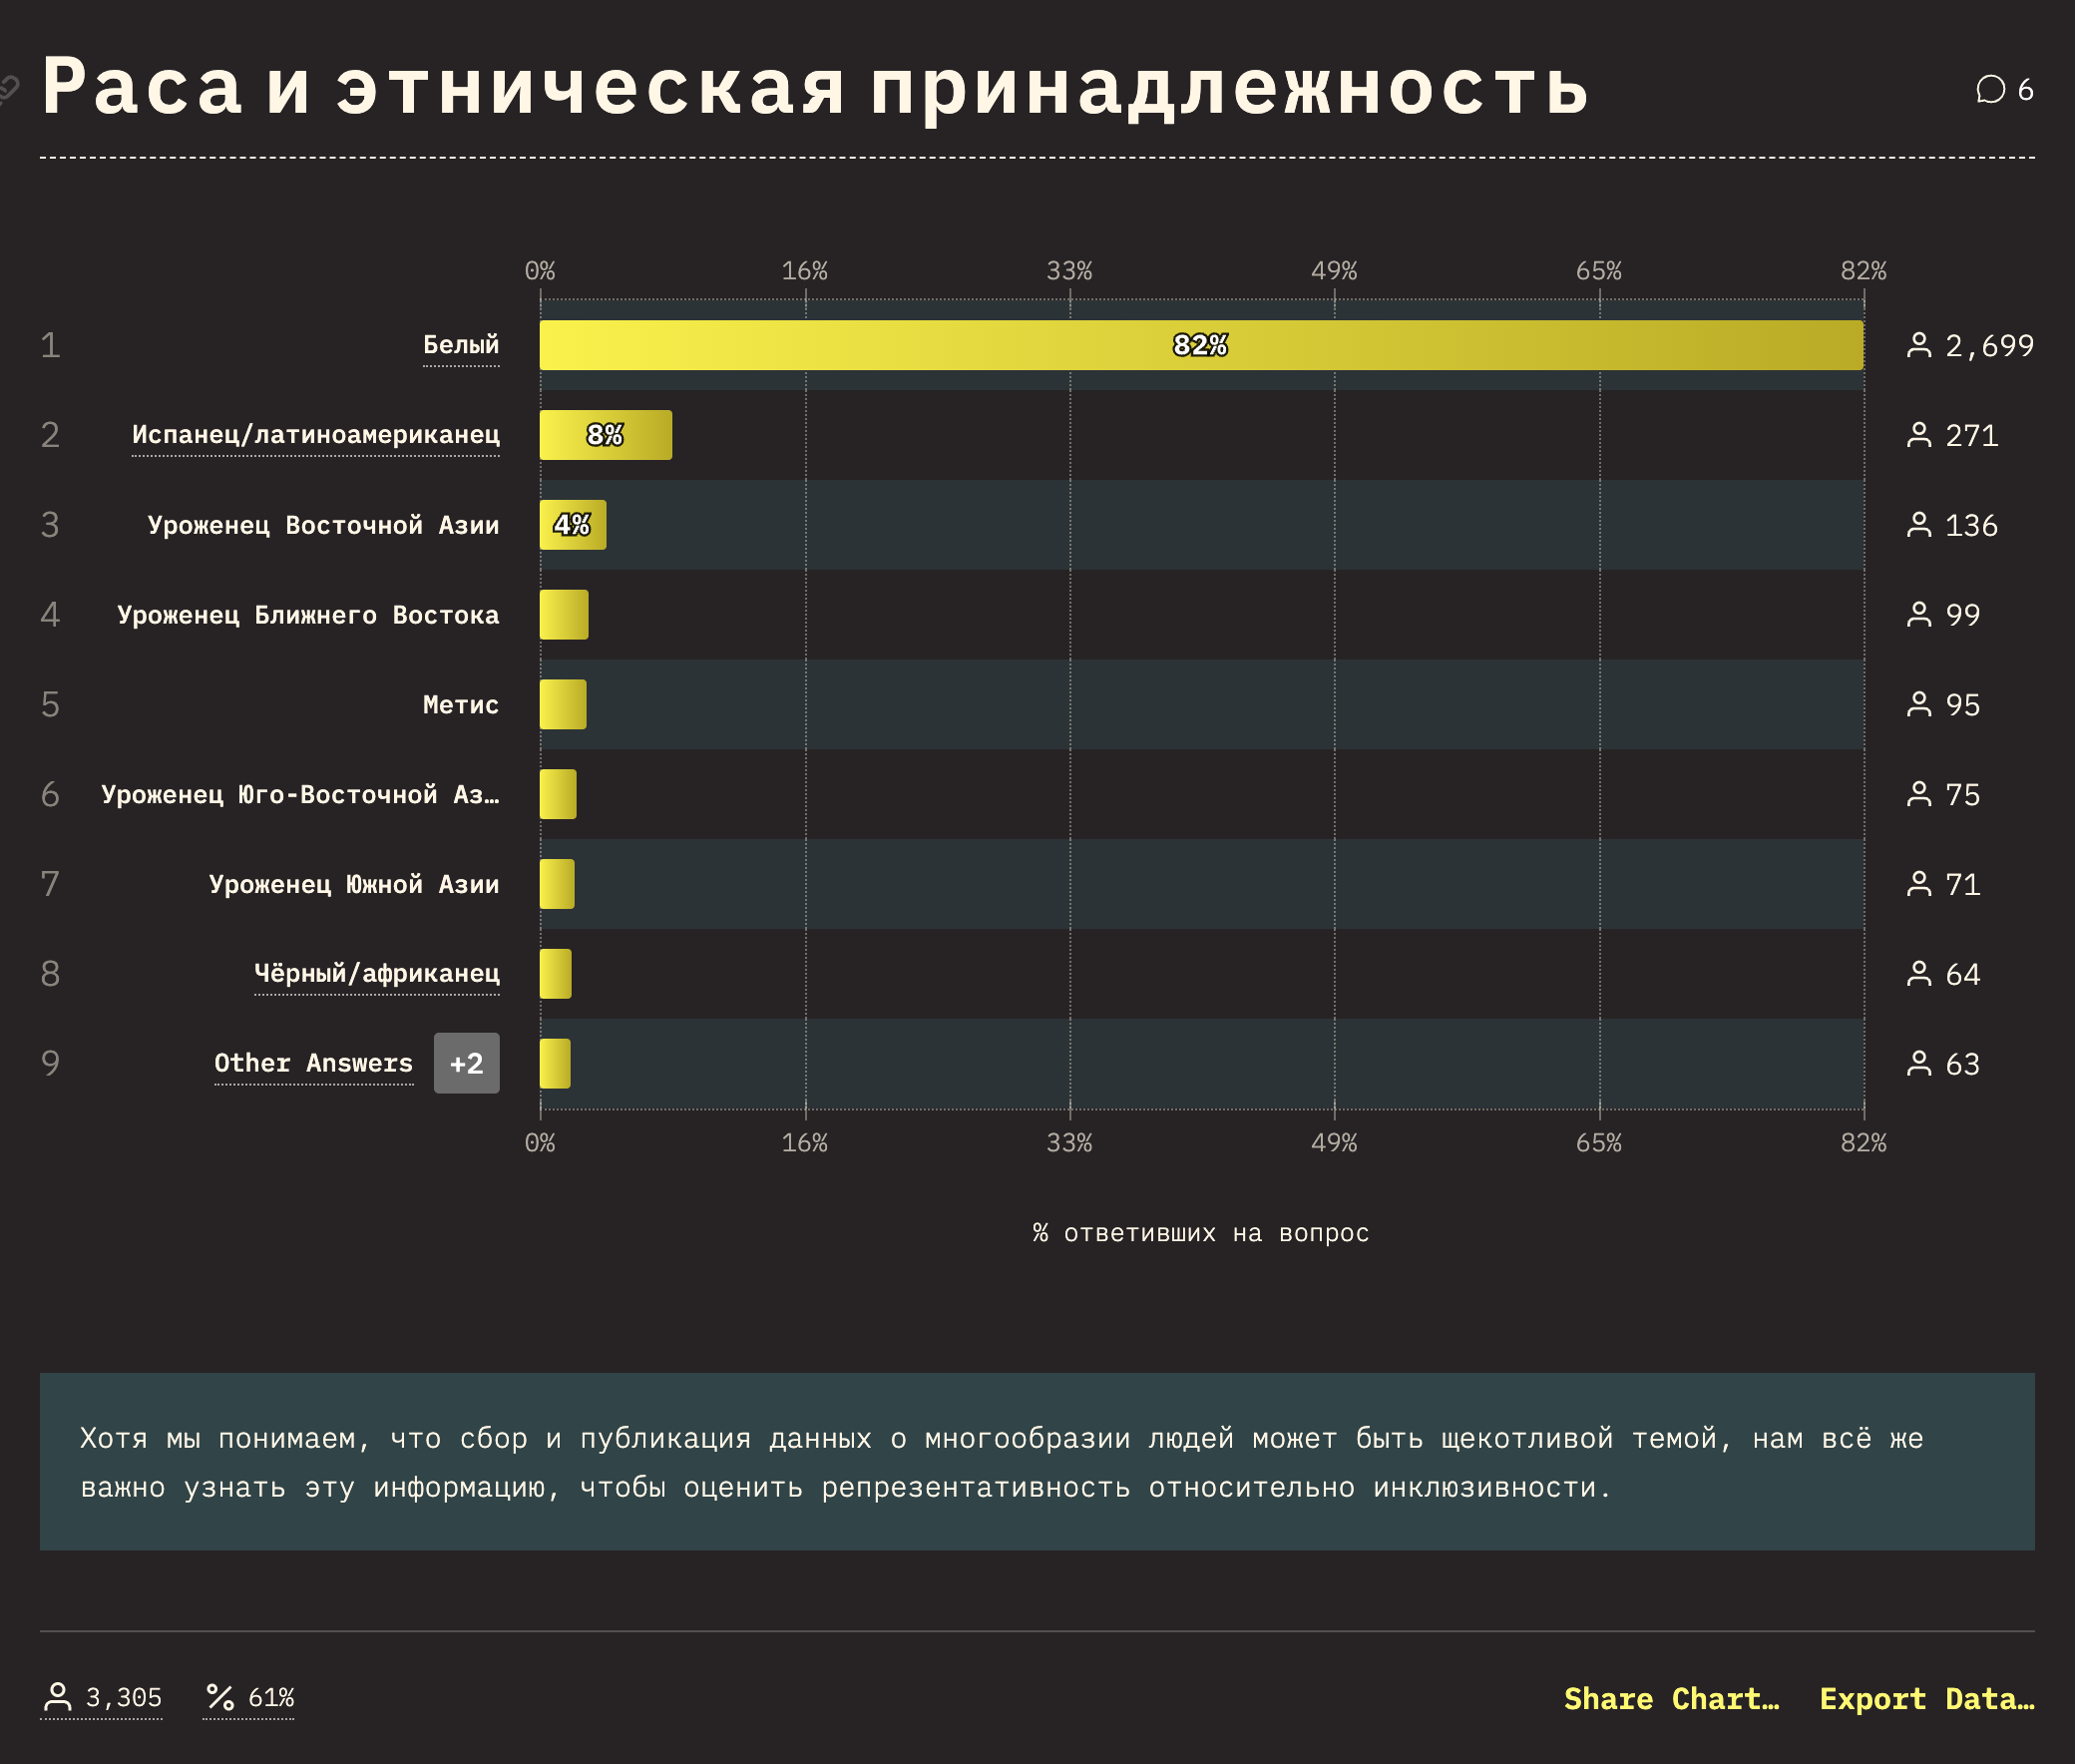 Раса и этническая принадлежность
6
0% 16% 33% 49% 65% 82%
1 Белый 82% 2,699
2 Испанец/латиноамериканец 8% 271
3 Уроженец Восточной Азии 4% 136
4 Уроженец Ближнего Востока 99
5 Метис 95
6 Уроженец Юго-Восточной Аз… 75
7 Уроженец Южной Азии 71
8 Чёрный/африканец 64
9 Other Answers +2 63
0% 16% 33% 49% 65% 82%
% ответивших на вопрос
Хотя мы понимаем, что сбор и публикация данных о многообразии людей может быть щекотливой темой, нам всё же
важно узнать эту информацию, чтобы оценить репрезентативность относительно инклюзивности.
3,305 61% Share Chart… Export Data…